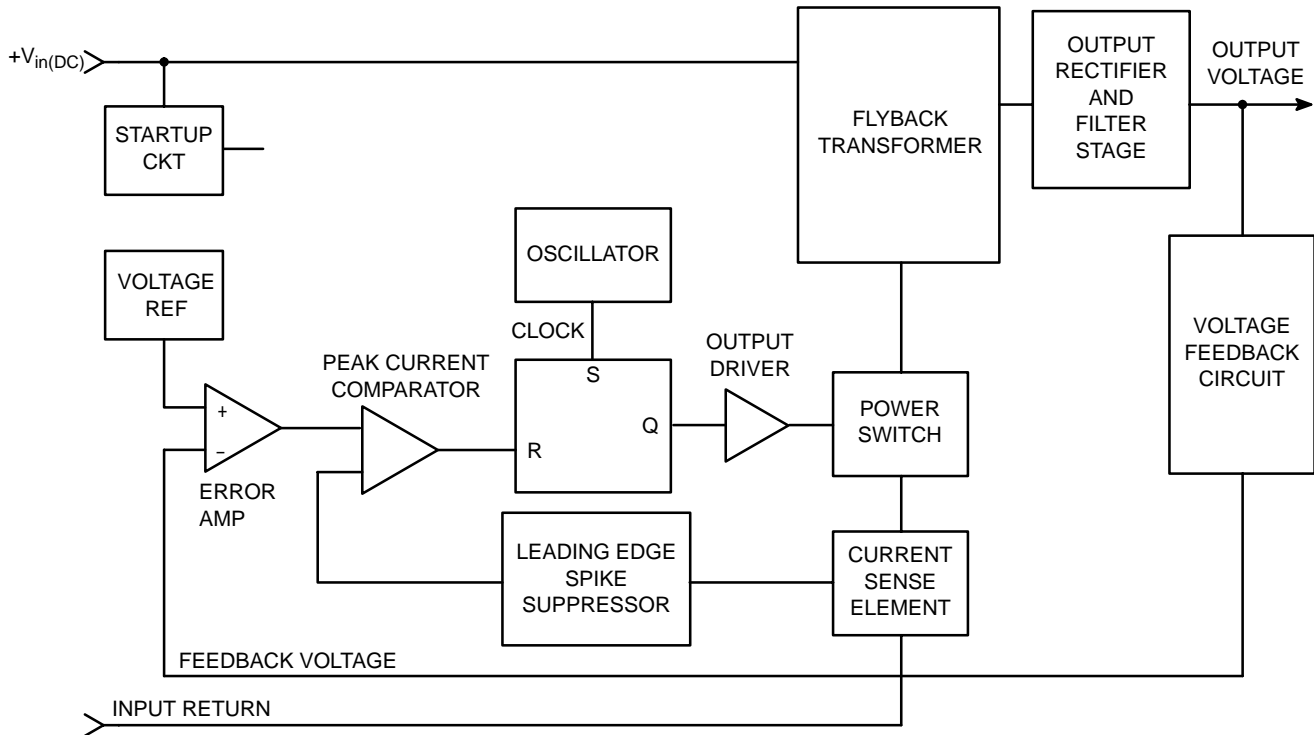 +Vin(DC)
STARTUP
CKT
FLYBACK
TRANSFORMER
OUTPUT
RECTIFIER
AND
FILTER
STAGE
OUTPUT
VOLTAGE
VOLTAGE
REF
OSCILLATOR
CLOCK
PEAK CURRENT
COMPARATOR
OUTPUT
DRIVER
VOLTAGE
FEEDBACK
CIRCUIT
S
R
Q
POWER
SWITCH
+
−
ERROR
AMP
LEADING EDGE
SPIKE
SUPPRESSOR
CURRENT
SENSE
ELEMENT
FEEDBACK VOLTAGE
INPUT RETURN